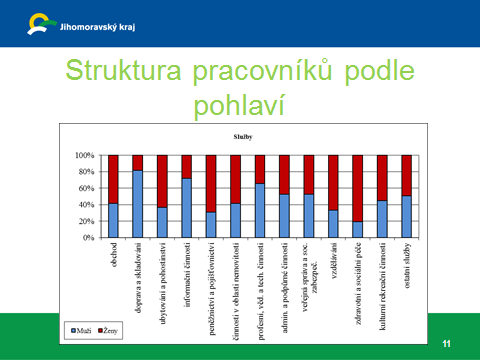 Jihomoravský kraj
Struktura pracovníků podle
pohlaví
Služby
100%
80%
60%
40%
20%
0%
obchod
doprava a skladování
ubytování a pohostinství
informační činnosti
peněžnictví a pojišťovnictví
činnosti v oblasti nemovitostí
profesní, věd. a tech. činnosti
admin. a podpůrné činnosti
veřejná správa a soc.
zabezpeč.
vzdělávání
zdravotní a sociální péče
kulturní rekreační činnosti
ostatní služby
Muži
Ženy
11